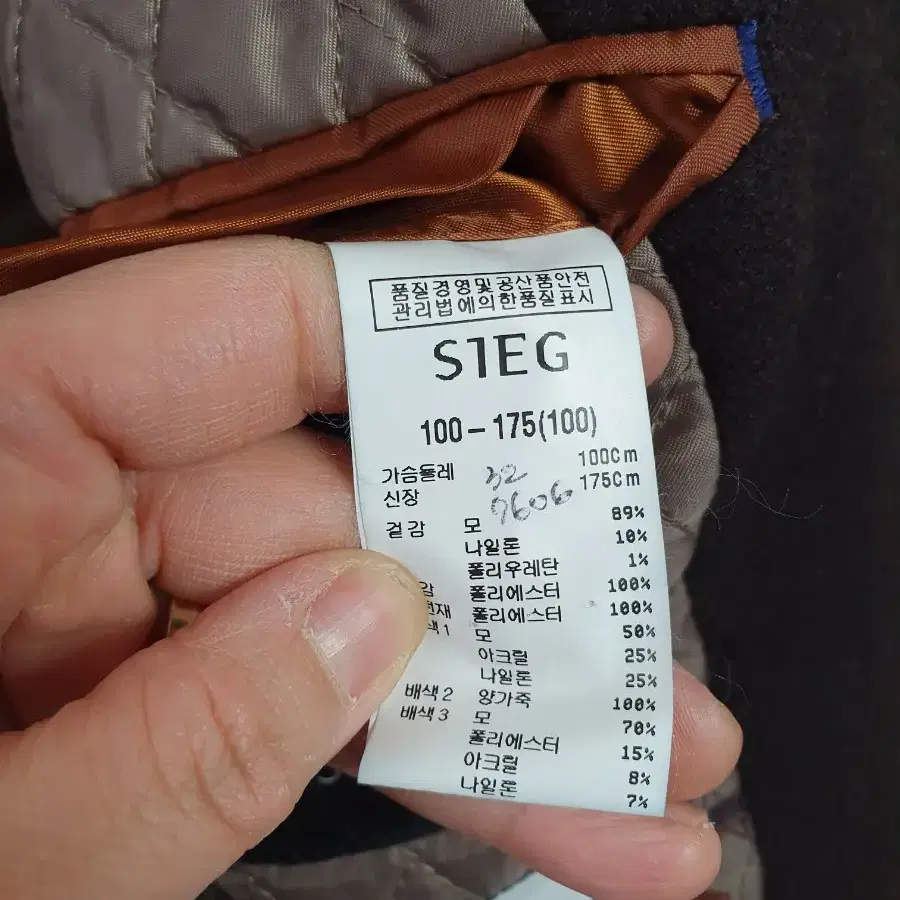 품질경영및공산품안전
관리법에의한품질표시
SIEG
100-175(100)
가슴둘레 100Cm
신장 175Cm
32
9606
겉감 모 89%
나일론 10%
폴리우레탄 1%
감 폴리에스터 100%
폴리에스터 100%
색1 모 50%
아크릴 25%
나일론 25%
배색2 양가죽 100%
배색3 모 70%
폴리에스터 15%
아크릴 8%
나일론 7%